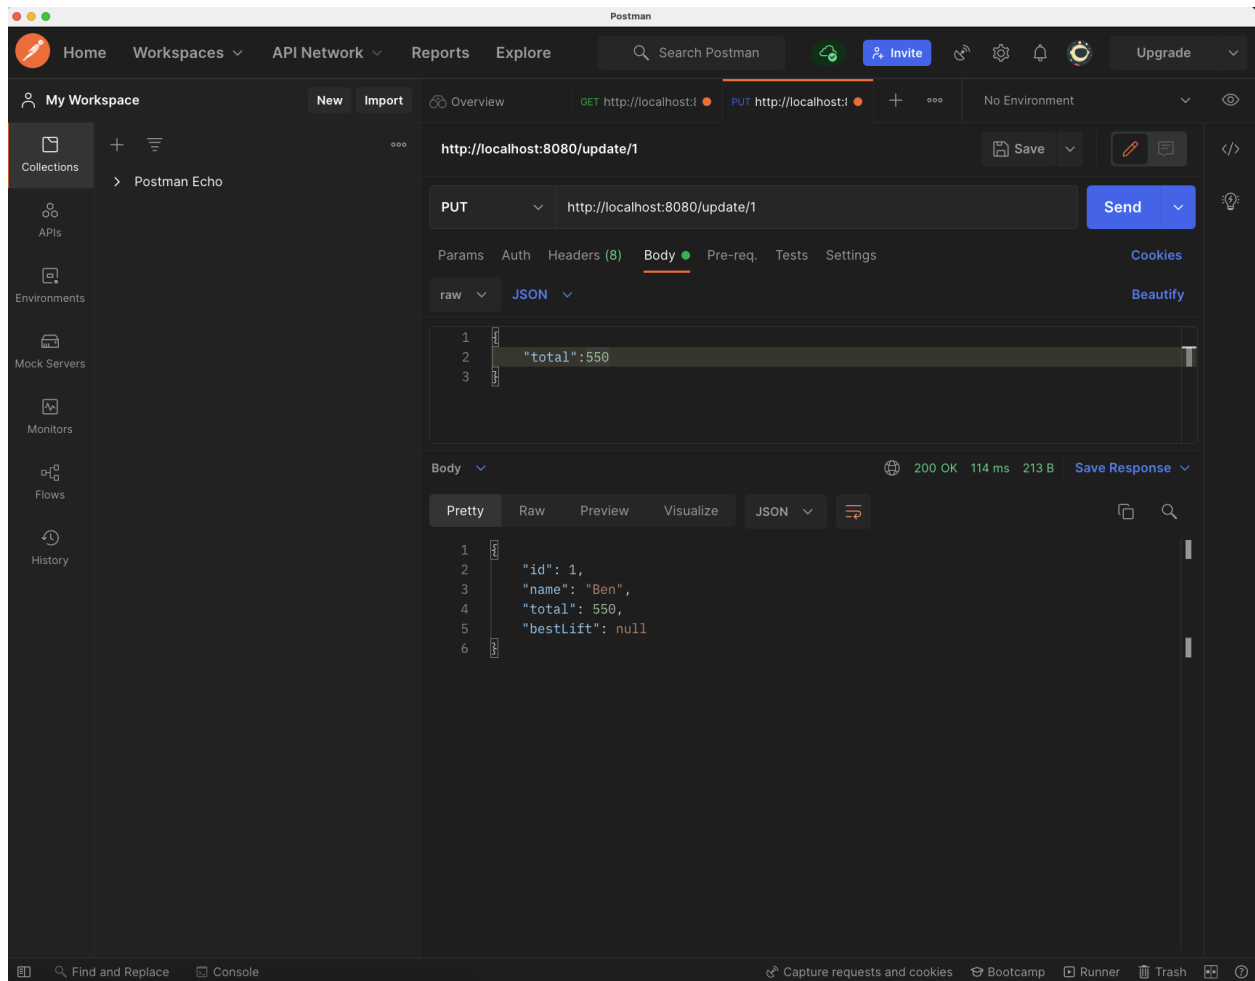 Postman
Home Workspaces API Network Reports Explore Search Postman Invite Upgrade
My Workspace New Import Overview GET http://localhost:8 PUT http://localhost:8 No Environment
Collections
Postman Echo
APIs
Environments
Mock Servers
Monitors
Flows
History
http://localhost:8080/update/1 Save
PUT http://localhost:8080/update/1 Send
Params Auth Headers (8) Body Pre-req. Tests Settings Cookies
raw JSON Beautify
1 {
2 "total":550
3 }
Body 200 OK 114 ms 213 B Save Response
Pretty Raw Preview Visualize JSON
1 {
2 "id": 1,
3 "name": "Ben",
4 "total": 550,
5 "bestLift": null
6 }
Find and Replace Console Capture requests and cookies Bootcamp Runner Trash